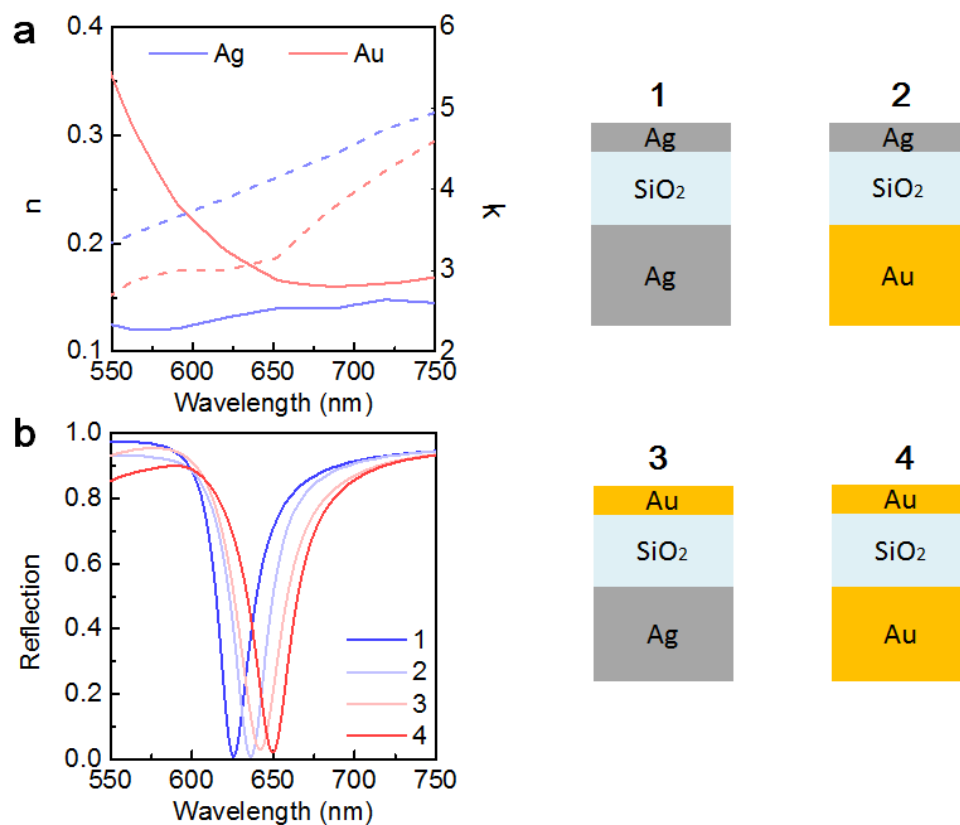 a
0.4
0.3
0.2
0.1
n
6
5
4
3
2
k
Ag
Au
550
600
650
700
750
Wavelength (nm)
1
Ag
SiO₂
Ag
2
Ag
SiO₂
Au
b
1.0
0.8
0.6
0.4
0.2
0.0
Reflection
1
2
3
4
550
600
650
700
750
Wavelength (nm)
3
Au
SiO₂
Ag
4
Au
SiO₂
Au